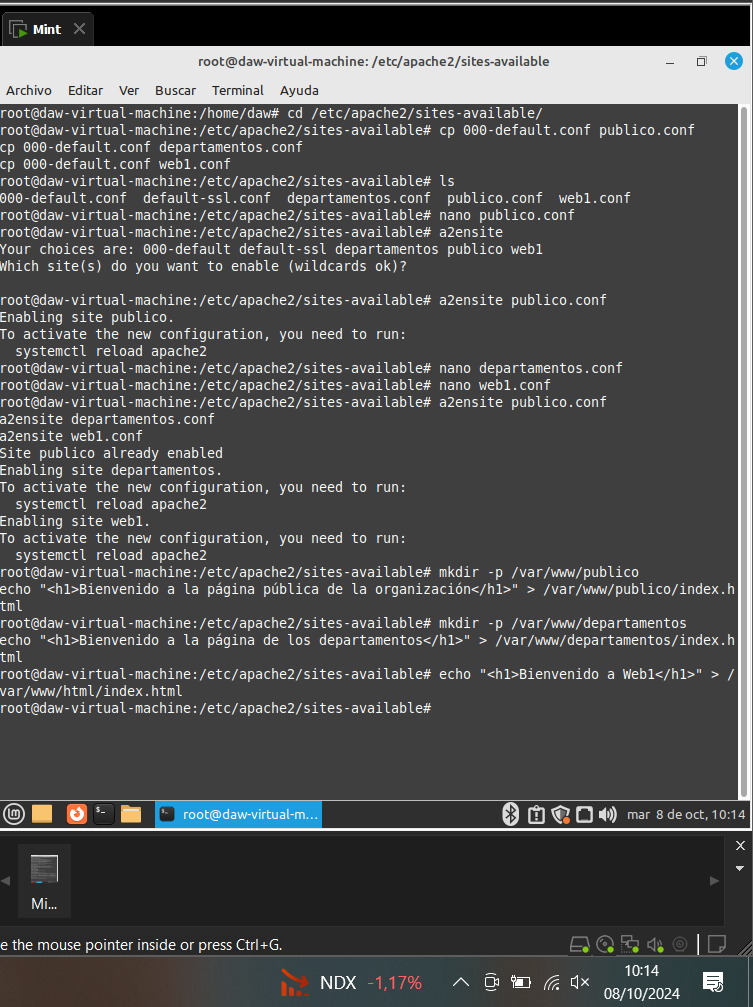 Mint
root@daw-virtual-machine: /etc/apache2/sites-available
Archivo Editar Ver Buscar Terminal Ayuda
root@daw-virtual-machine:/home/daw# cd /etc/apache2/sites-available/
root@daw-virtual-machine:/etc/apache2/sites-available# cp 000-default.conf publico.conf
cp 000-default.conf departamentos.conf
cp 000-default.conf web1.conf
root@daw-virtual-machine:/etc/apache2/sites-available# ls
000-default.conf  default-ssl.conf  departamentos.conf  publico.conf  web1.conf
root@daw-virtual-machine:/etc/apache2/sites-available# nano publico.conf
root@daw-virtual-machine:/etc/apache2/sites-available# a2ensite
Your choices are: 000-default default-ssl departamentos publico web1
Which site(s) do you want to enable (wildcards ok)?
root@daw-virtual-machine:/etc/apache2/sites-available# a2ensite publico.conf
Enabling site publico.
To activate the new configuration, you need to run:
  systemctl reload apache2
root@daw-virtual-machine:/etc/apache2/sites-available# nano departamentos.conf
root@daw-virtual-machine:/etc/apache2/sites-available# nano web1.conf
root@daw-virtual-machine:/etc/apache2/sites-available# a2ensite publico.conf
a2ensite departamentos.conf
a2ensite web1.conf
Site publico already enabled
Enabling site departamentos.
To activate the new configuration, you need to run:
  systemctl reload apache2
Enabling site web1.
To activate the new configuration, you need to run:
  systemctl reload apache2
root@daw-virtual-machine:/etc/apache2/sites-available# mkdir -p /var/www/publico
echo "<h1>Bienvenido a la página pública de la organización</h1>" > /var/www/publico/index.h
tml
root@daw-virtual-machine:/etc/apache2/sites-available# mkdir -p /var/www/departamentos
echo "<h1>Bienvenido a la página de los departamentos</h1>" > /var/www/departamentos/index.h
tml
root@daw-virtual-machine:/etc/apache2/sites-available# echo "<h1>Bienvenido a Web1</h1>" > /
var/www/html/index.html
root@daw-virtual-machine:/etc/apache2/sites-available#
root@daw-virtual-m... mar 8 de oct, 10:14
Mi...
e the mouse pointer inside or press Ctrl+G.
NDX -1,17% 10:14
08/10/2024